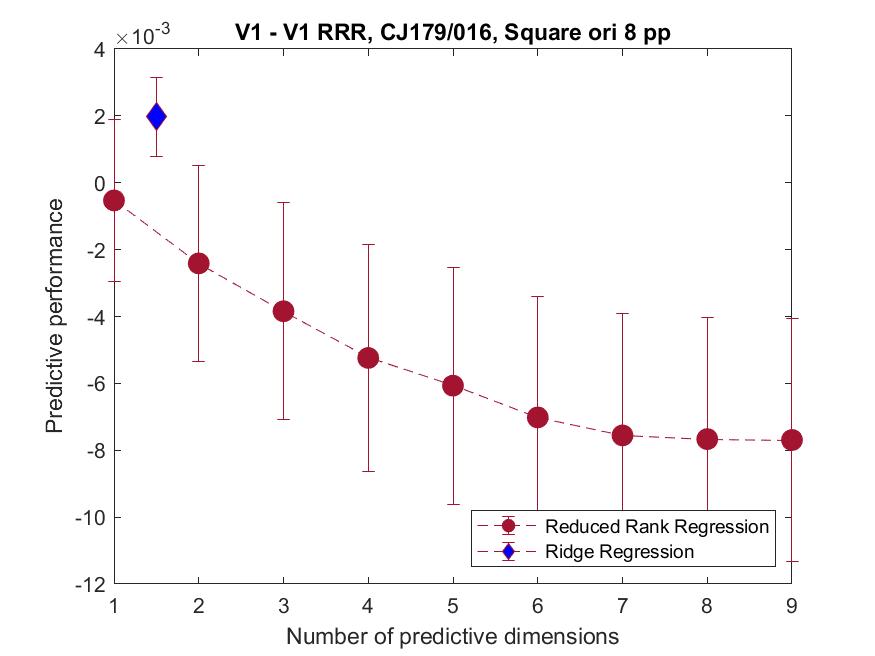 V1 - V1 RRR, CJ179/016, Square ori 8 pp
×10-3
4
2
0
-2
-4
-6
-8
-10
-12
Predictive performance
1 2 3 4 5 6 7 8 9
Number of predictive dimensions
Reduced Rank Regression
Ridge Regression